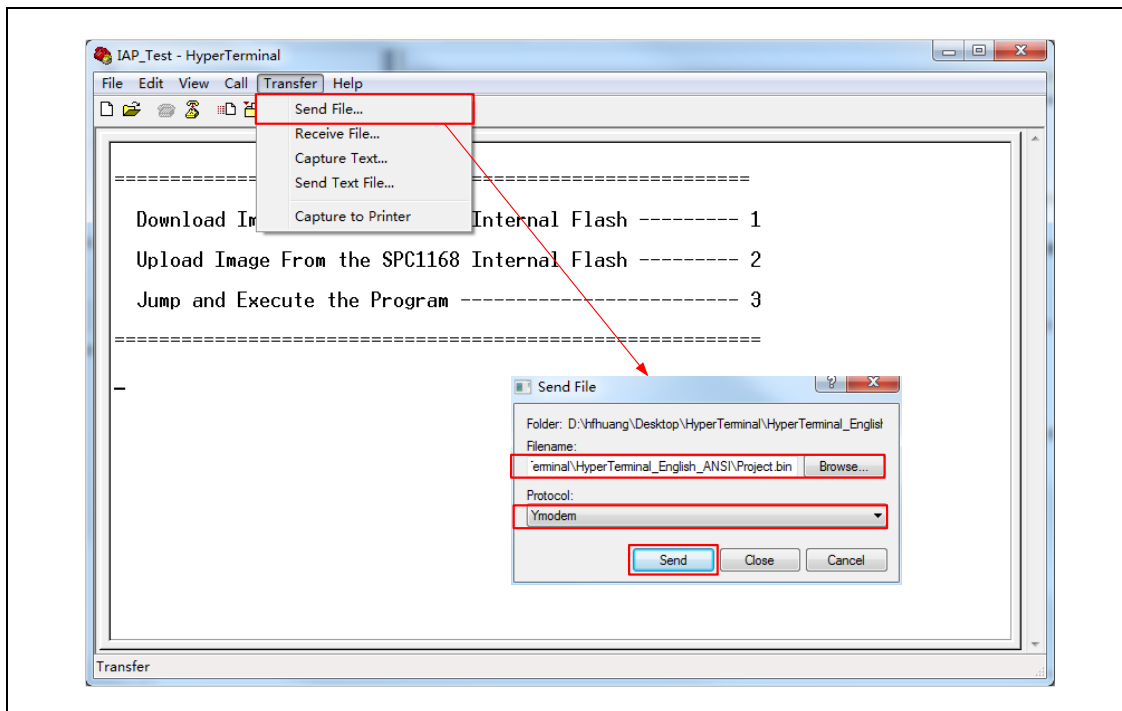 IAP_Test - HyperTerminal
File Edit View Call Transfer Help
Send File...
Receive File...
Capture Text...
Send Text File...
Capture to Printer
=========================================================
Download Im Internal Flash --------- 1
Upload Image From the SPC1168 Internal Flash --------- 2
Jump and Execute the Program ------------------------- 3
==========================================================
Send File
Folder: D:\hfhuang\Desktop\HyperTerminal\HyperTerminal_English
Filename:
erminal\HyperTerminal_English_ANSI\Project.bin Browse...
Protocol:
Ymodem
Send Close Cancel
Transfer